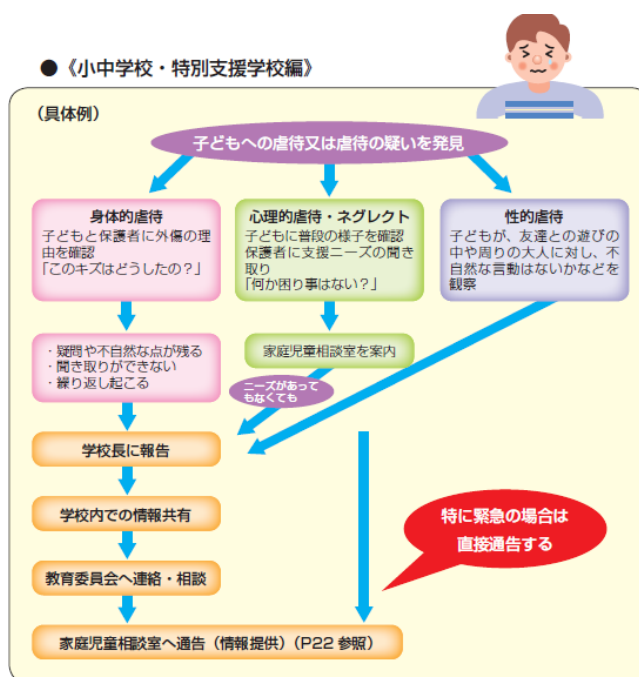 ●《小中学校・特別支援学校編》
（具体例）
子どもへの虐待又は虐待の疑いを発見
身体的虐待
子どもと保護者に外傷の理
由を確認
「このキズはどうしたの？」
心理的虐待・ネグレクト
子どもに普段の様子を確認
保護者に支援ニーズの聞き
取り
「何か困り事はない？」
性的虐待
子どもが、友達との遊びの
中や周りの大人に対し、不
自然な言動はないかなどを
観察
・疑問や不自然な点が残る
・聞き取りができない
・繰り返し起こる
家庭児童相談室を案内
ニーズがあって
もなくても
学校長に報告
学校内での情報共有
特に緊急の場合は
直接通告する
教育委員会へ連絡・相談
家庭児童相談室へ通告（情報提供）（P22 参照）